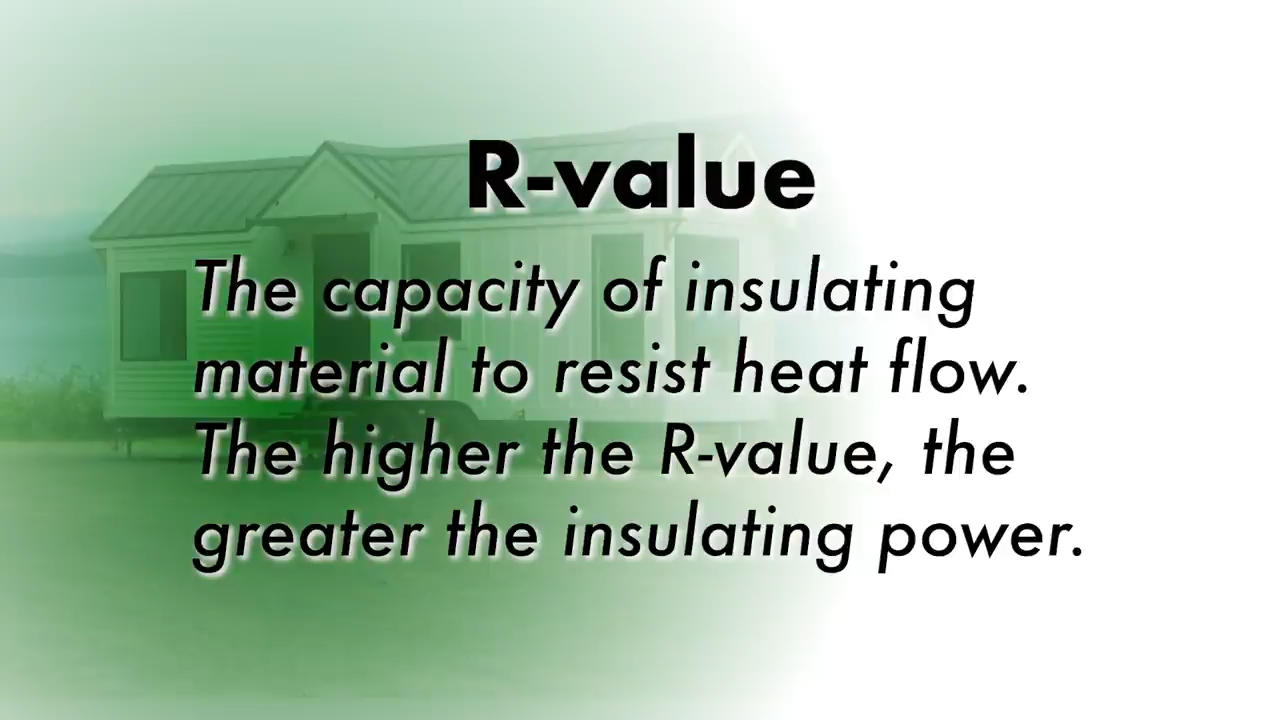 R-value
The capacity of insulating
material to resist heat flow.
The higher the R-value, the
greater the insulating power.